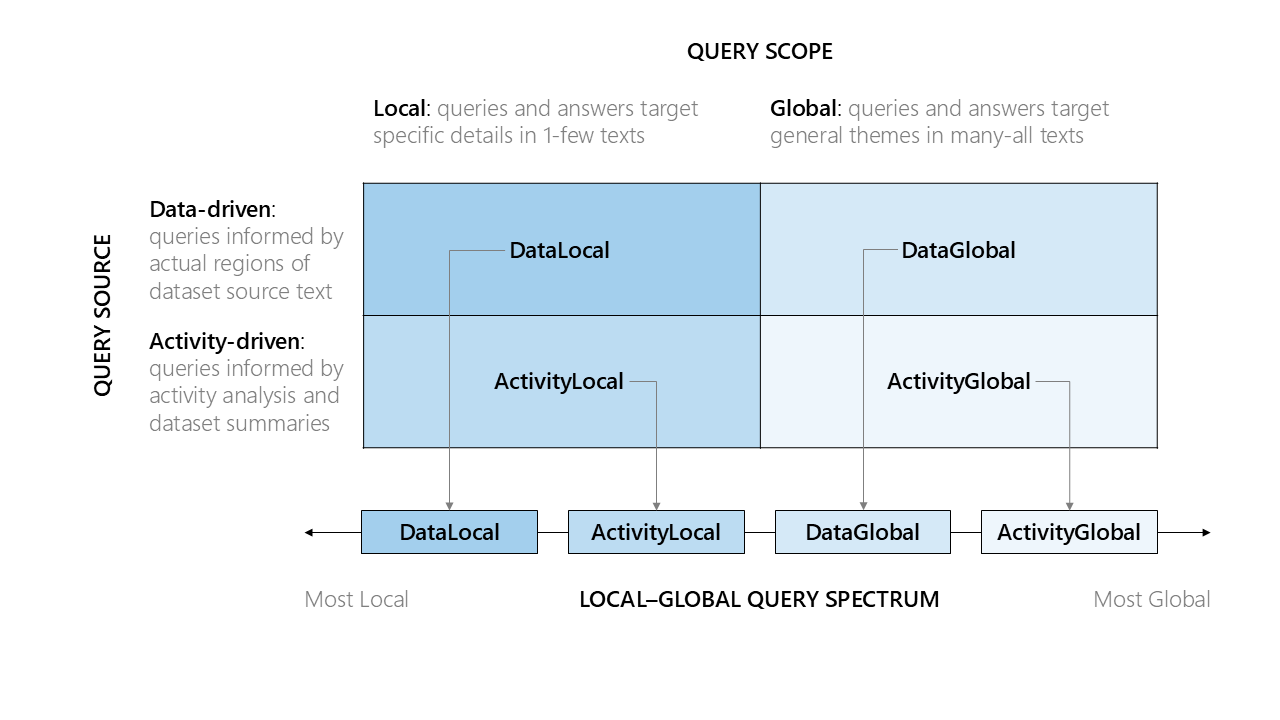 QUERY SCOPE
Local: queries and answers target
specific details in 1-few texts
Global: queries and answers target
general themes in many-all texts
QUERY SOURCE
Data-driven:
queries informed by
actual regions of
dataset source text
DataLocal
DataGlobal
Activity-driven:
queries informed by
activity analysis and
dataset summaries
ActivityLocal
ActivityGlobal
DataLocal
ActivityLocal
DataGlobal
ActivityGlobal
Most Local
LOCAL–GLOBAL QUERY SPECTRUM
Most Global